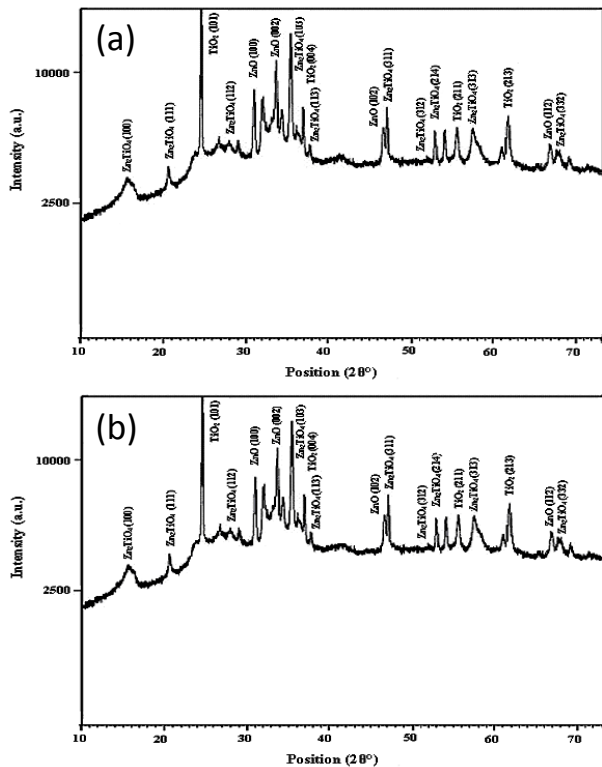 (a)
Intensity (a.u.)
10000
2500
Zn₂TiO₄(100)
Zn₂TiO₄ (111)
TiO₂ (101)
Zn₂TiO₄(112)
ZnO (100)
ZnO (002)
Zn₂TiO₄(103)
TiO₂ (004)
Zn₂TiO₄(113)
ZnO (002)
Zn₂TiO₄(311)
Zn₂TiO₄(312)
Zn₂TiO₄(214)
TiO₂ (211)
Zn₂TiO₄(313)
TiO₂ (213)
ZnO (112)
Zn₂TiO₄(332)
10 20 30 40 50 60 70
Position (2θ°)
(b)
Intensity (a.u.)
10000
2500
Zn₂TiO₄(100)
Zn₂TiO₄ (111)
TiO₂ (101)
Zn₂TiO₄(112)
ZnO (100)
ZnO (002)
Zn₂TiO₄(103)
TiO₂ (004)
Zn₂TiO₄(113)
ZnO (002)
Zn₂TiO₄(311)
Zn₂TiO₄(312)
Zn₂TiO₄(214)
TiO₂ (211)
Zn₂TiO₄(313)
TiO₂ (213)
ZnO (112)
Zn₂TiO₄(332)
10 20 30 40 50 60 70
Position (2θ°)